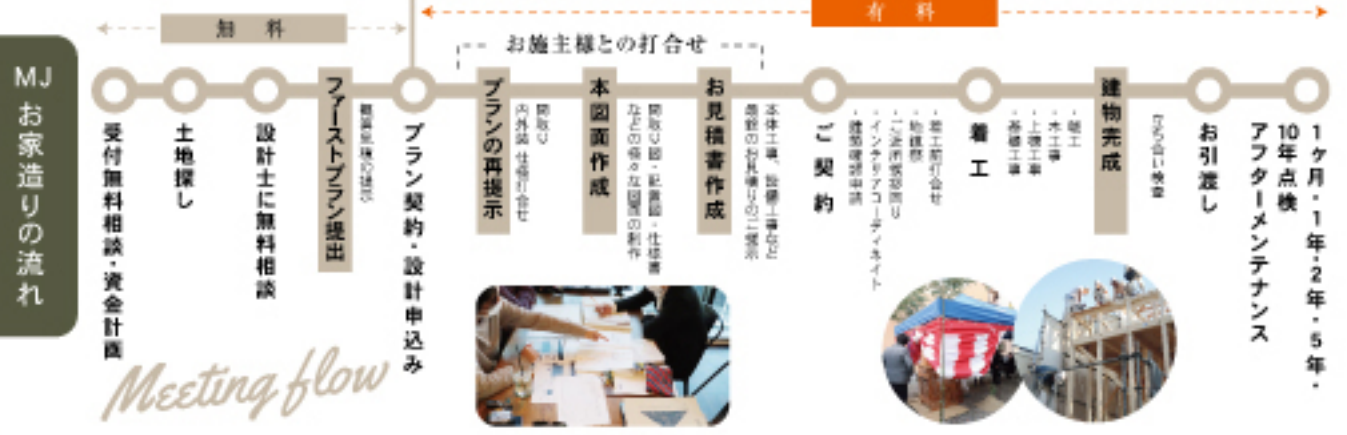 MJ お家造りの流れ
無料
有料
お施主様との打合せ
受付無料相談・資金計画
土地探し
設計士に無料相談
ファーストプラン提出
概算見積の提示
プラン契約・設計申込み
プランの再提示
間取り
内外装 仕様打合せ
本図面作成
間取り図・配置図・仕様書
などの様々な図面の制作
お見積書作成
本体工事、設備工事など
最終のお見積りのご提示
ご契約
・着工前打合せ
・地鎮祭
・ご近所様挨拶回り
・インテリアコーディネイト
・建築確認申請
着工
・竣工
・木工事
・上棟工事
・基礎工事
建物完成
立ち合い検査
お引渡し
1ヶ月・1年・2年・5年・
10年点検
アフターメンテナンス
Meeting flow